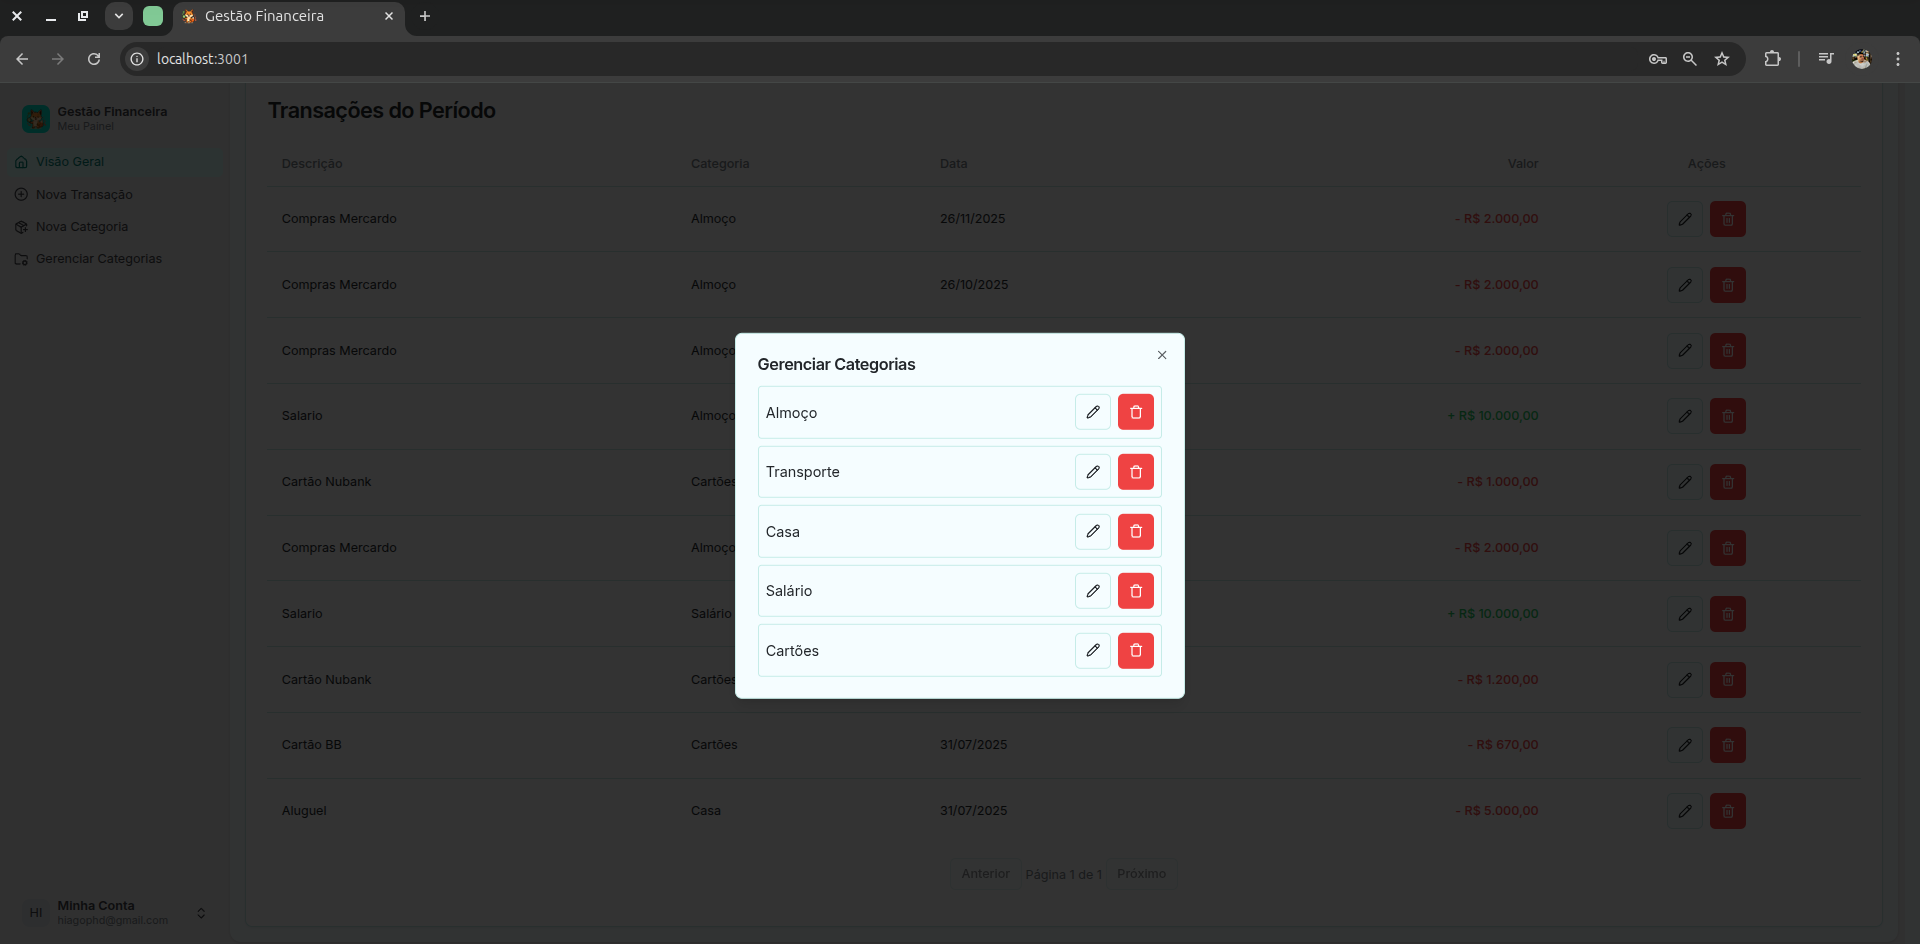 Gestão Financeira
localhost:3001
Gestão Financeira
Meu Painel
Visão Geral
Nova Transação
Nova Categoria
Gerenciar Categorias
Transações do Período
Descrição Categoria Data Valor Ações
Compras Mercardo Almoço 26/11/2025 - R$ 2.000,00
Compras Mercardo Almoço 26/10/2025 - R$ 2.000,00
Compras Mercardo Almoço - R$ 2.000,00
Salario Almoço + R$ 10.000,00
Cartão Nubank Cartões - R$ 1.000,00
Compras Mercardo Almoço - R$ 2.000,00
Salario Salário + R$ 10.000,00
Cartão Nubank Cartões - R$ 1.200,00
Cartão BB Cartões 31/07/2025 - R$ 670,00
Aluguel Casa 31/07/2025 - R$ 5.000,00
Anterior Página 1 de 1 Próximo
Gerenciar Categorias
Almoço
Transporte
Casa
Salário
Cartões
HI
Minha Conta
hiagophd@gmail.com